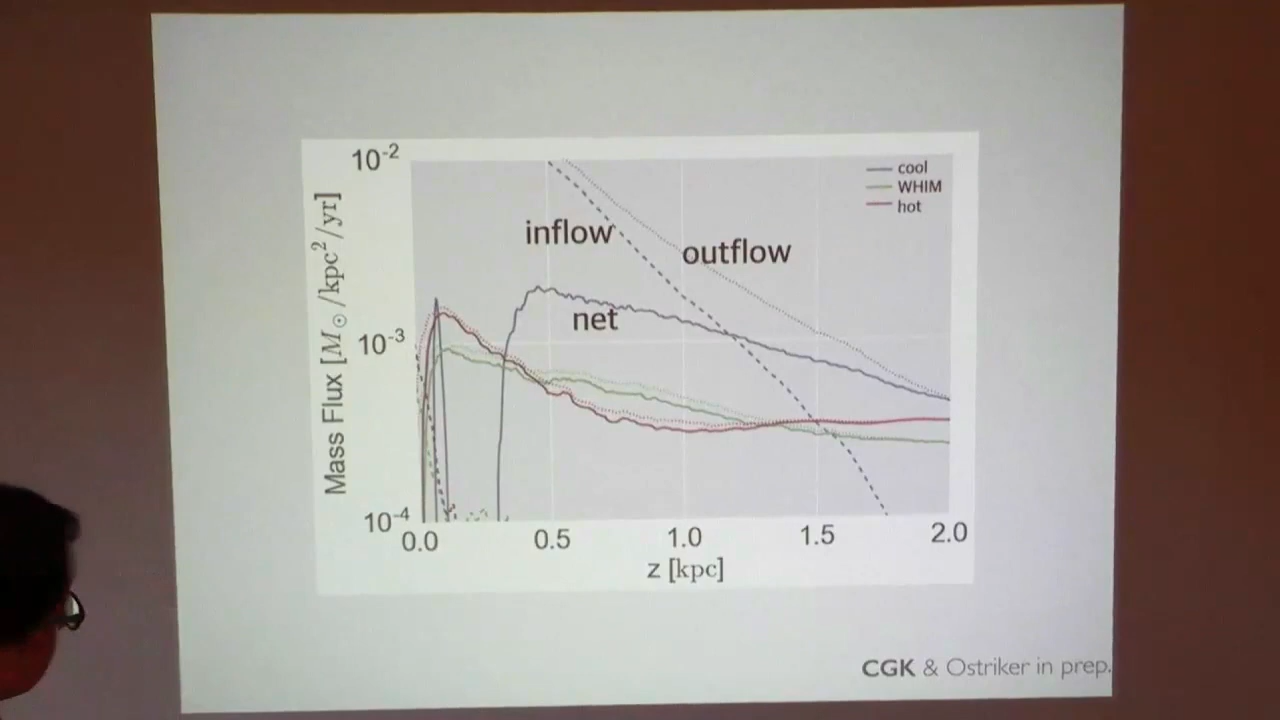 10-2
cool
WHIM
hot
inflow
outflow
net
10-3
Mass Flux [M⊙/kpc2/yr]
10-4
0.0 0.5 1.0 1.5 2.0
z [kpc]
CGK & Ostriker in prep.